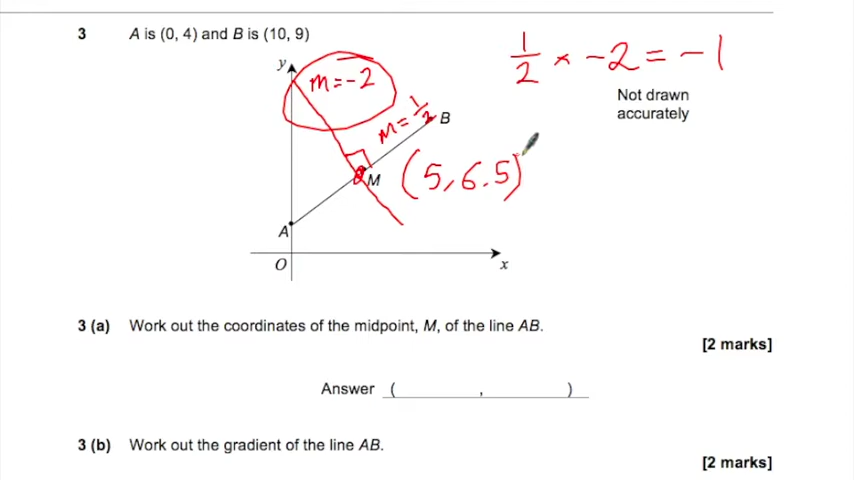 3 A is (0, 4) and B is (10, 9)
1/2 × -2 = -1
y
m=-2
Not drawn
accurately
m=1/2
B
M
(5, 6.5)
A
O
x
3 (a) Work out the coordinates of the midpoint, M, of the line AB.
[2 marks]
Answer ( , )
3 (b) Work out the gradient of the line AB.
[2 marks]